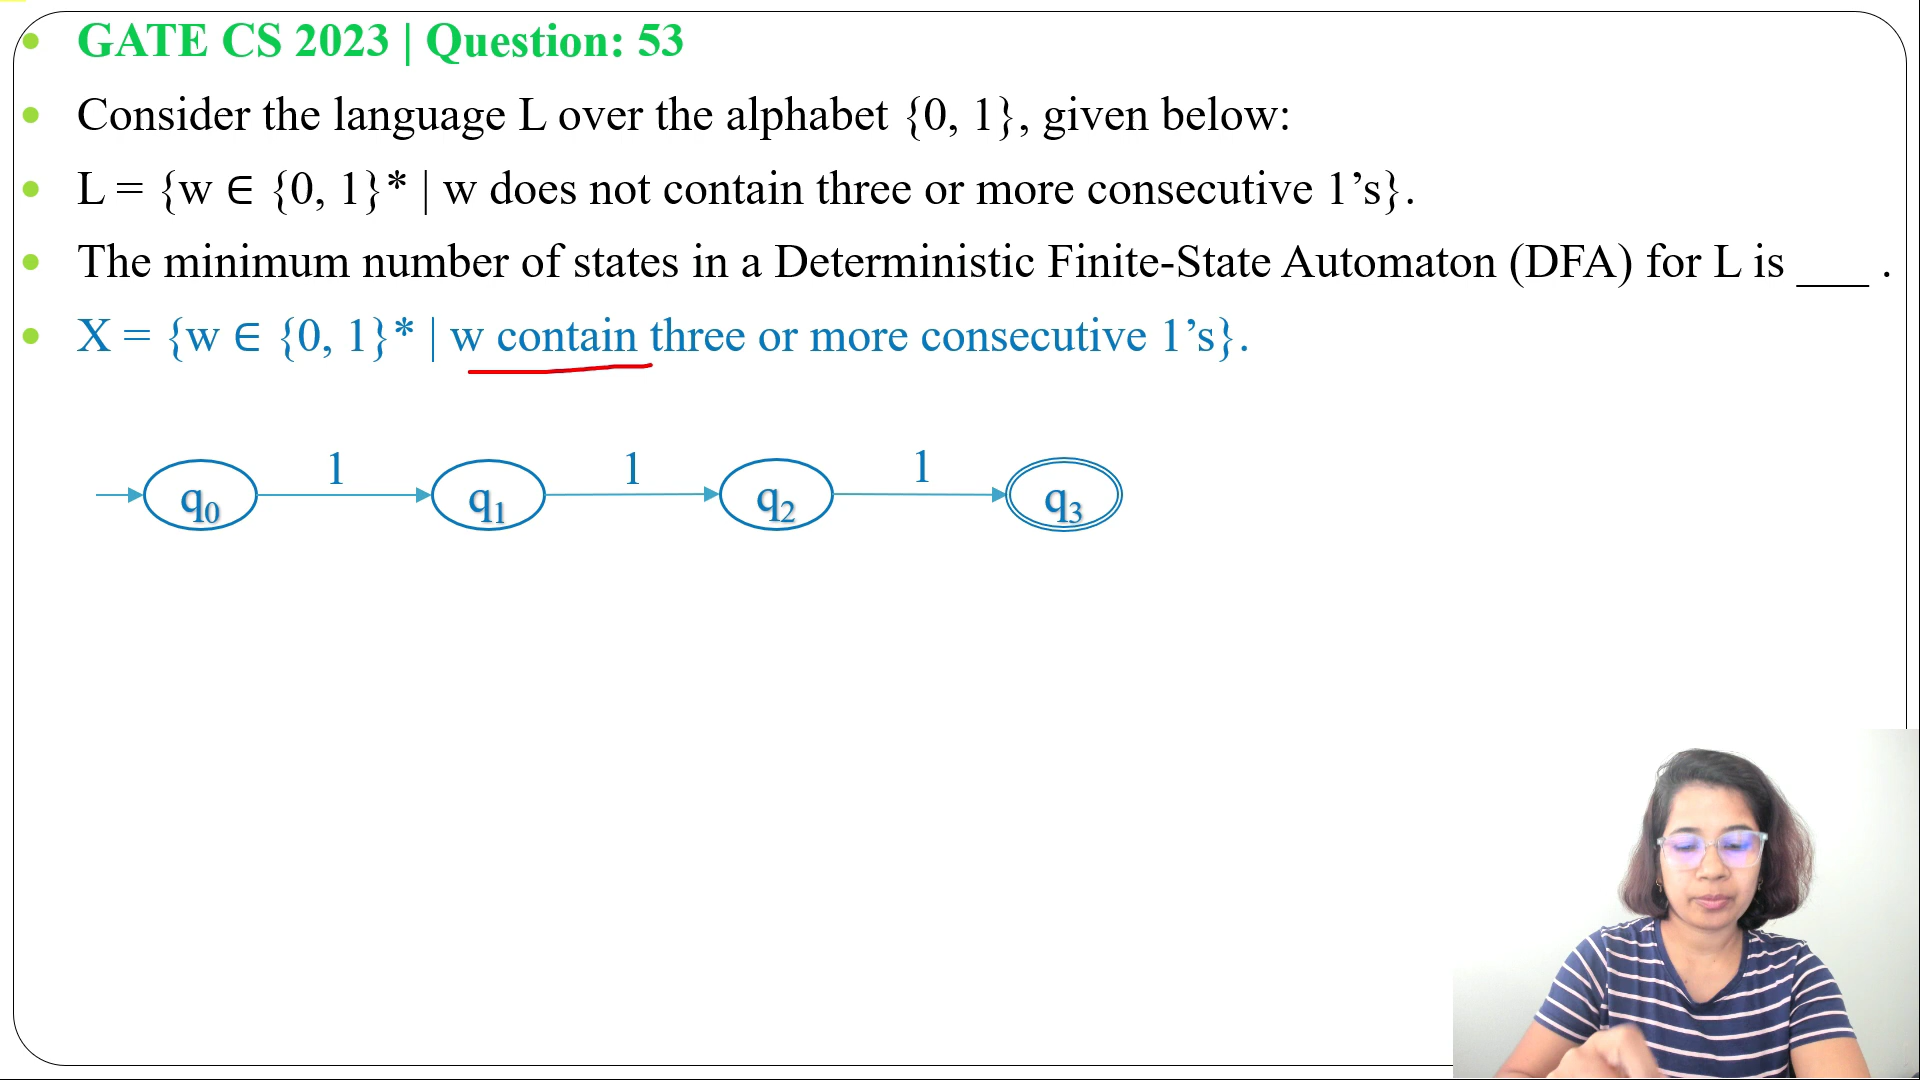 GATE CS 2023 | Question: 53
Consider the language L over the alphabet {0, 1}, given below:
L = {w ∈ {0, 1}* | w does not contain three or more consecutive 1’s}.
The minimum number of states in a Deterministic Finite-State Automaton (DFA) for L is ___ .
X = {w ∈ {0, 1}* | w contain three or more consecutive 1’s}.
1 1 1
q0 q1 q2 q3